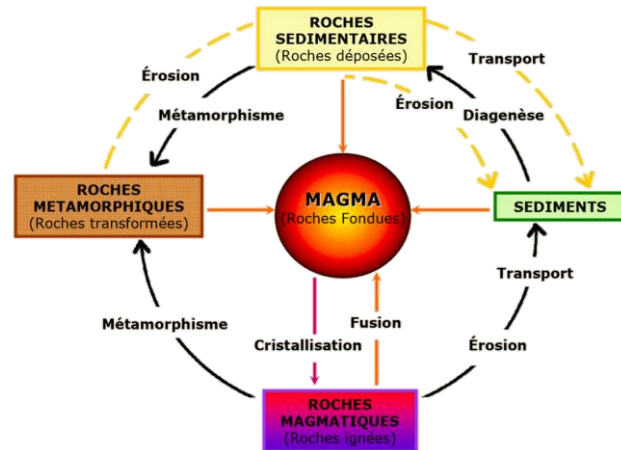 ROCHES
SEDIMENTAIRES
(Roches déposées)
Transport
Érosion
Érosion
Métamorphisme
Diagenèse
ROCHES
METAMORPHIQUES
(Roches transformées)
MAGMA
(Roches Fondues)
SEDIMENTS
Transport
Métamorphisme
Fusion
Cristallisation
Érosion
ROCHES
MAGMATIQUES
(Roches ignées)